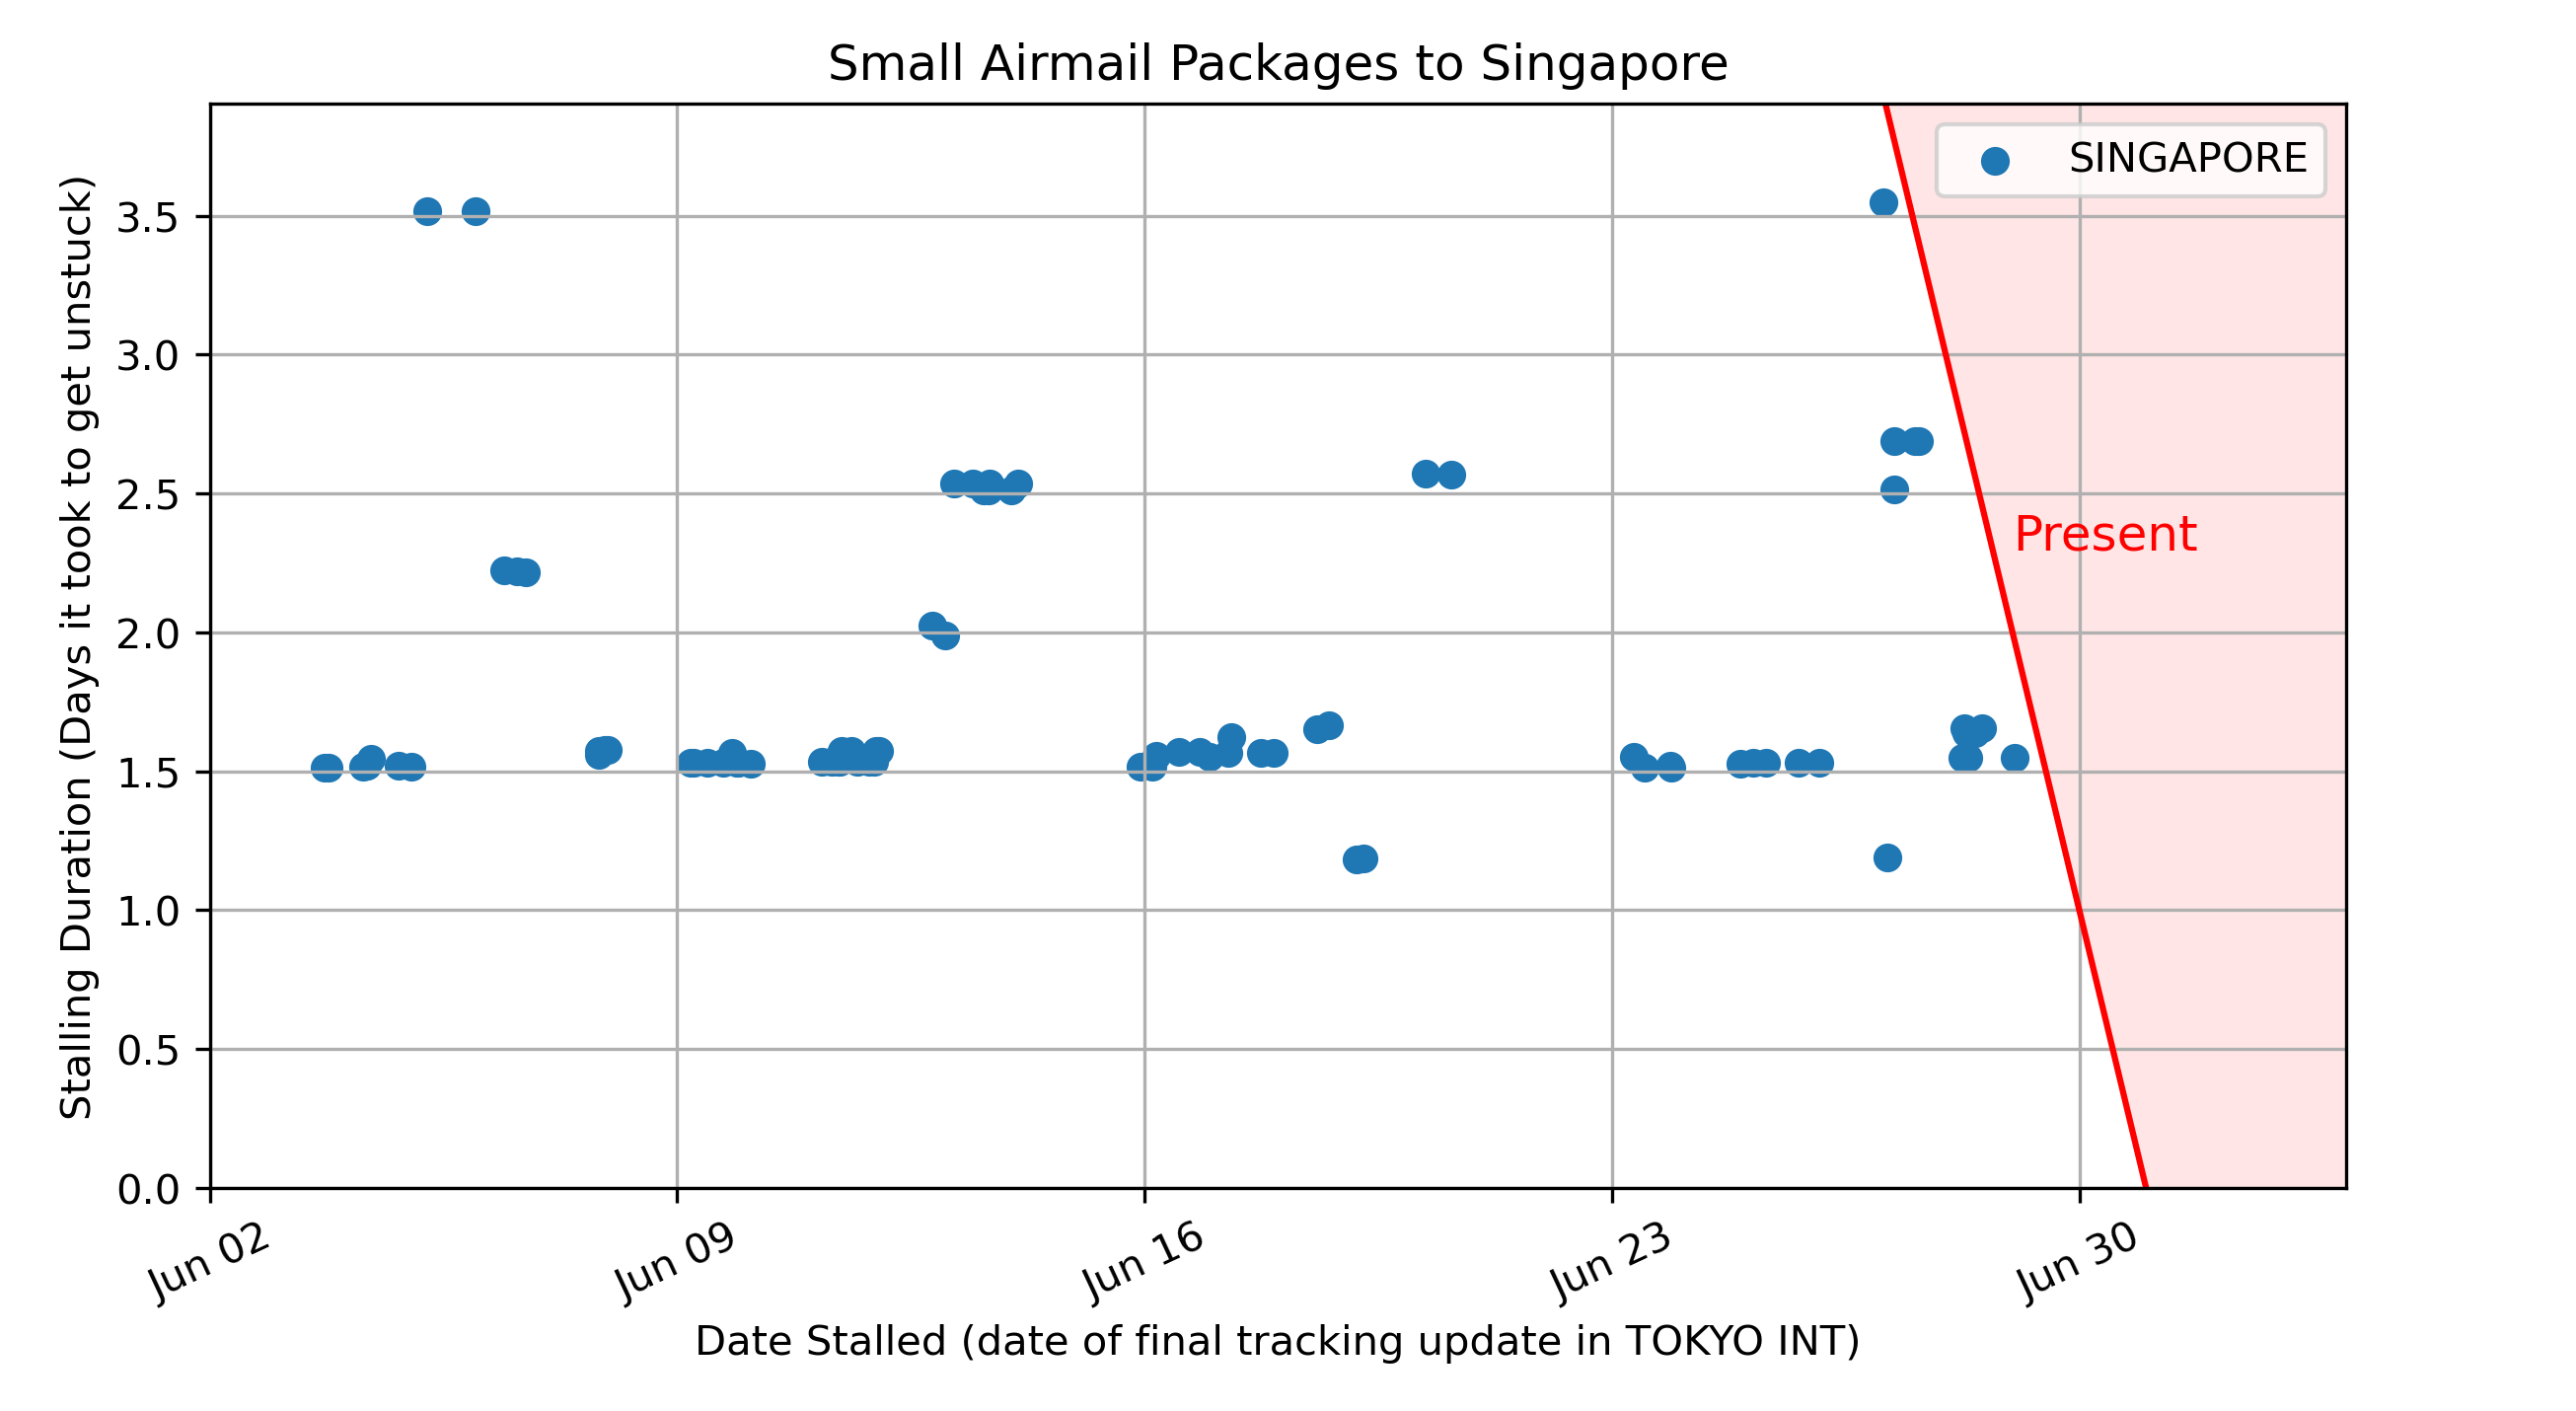 Small Airmail Packages to Singapore
SINGAPORE
Present
Stalling Duration (Days it took to get unstuck)
3.5
3.0
2.5
2.0
1.5
1.0
0.5
0.0
Jun 02
Jun 09
Jun 16
Jun 23
Jun 30
Date Stalled (date of final tracking update in TOKYO INT)